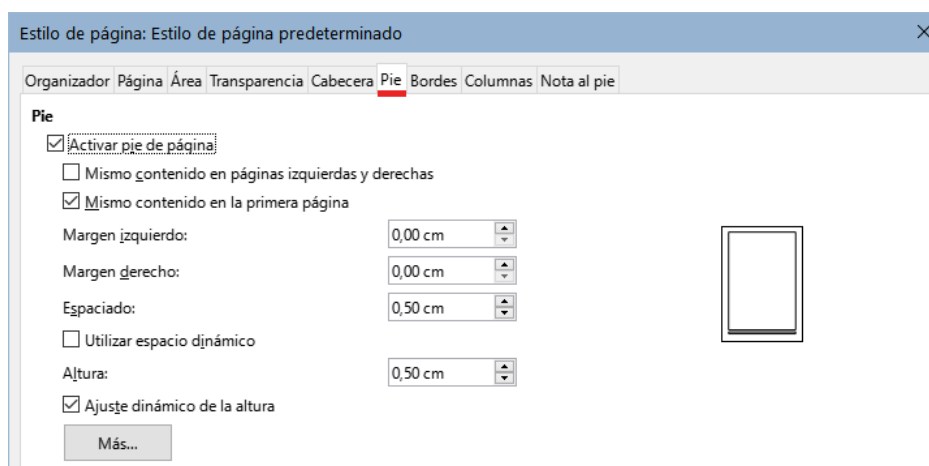 Estilo de página: Estilo de página predeterminado
Organizador Página Área Transparencia Cabecera Pie Bordes Columnas Nota al pie
Pie
Activar pie de página
Mismo contenido en páginas izquierdas y derechas
Mismo contenido en la primera página
Margen izquierdo: 0,00 cm
Margen derecho: 0,00 cm
Espaciado: 0,50 cm
Utilizar espacio dinámico
Altura: 0,50 cm
Ajuste dinámico de la altura
Más...